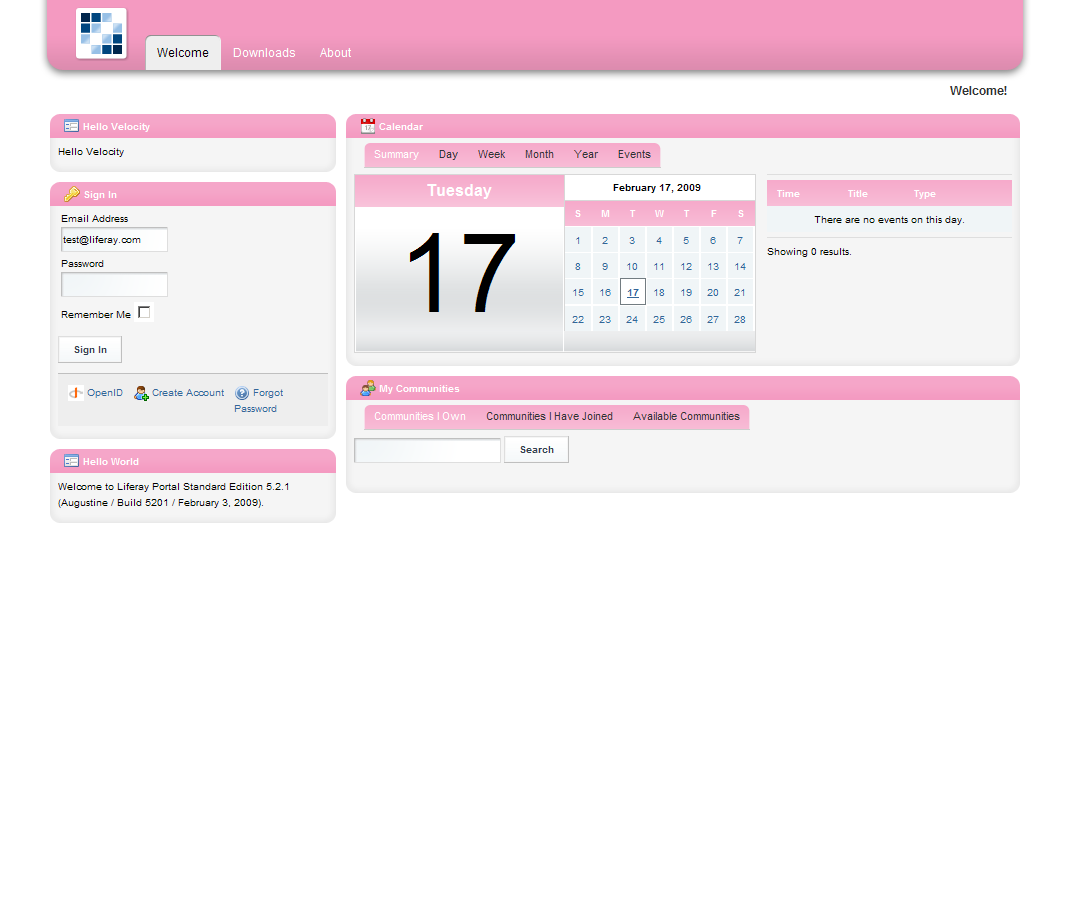 Welcome Downloads About
Welcome!
Hello Velocity
Hello Velocity
Sign In
Email Address
test@liferay.com
Password
Remember Me
Sign In
OpenID Create Account Forgot
Password
Hello World
Welcome to Liferay Portal Standard Edition 5.2.1
(Augustine / Build 5201 / February 3, 2009).
Calendar
Summary Day Week Month Year Events
Tuesday
17
February 17, 2009
S M T W T F S
1 2 3 4 5 6 7
8 9 10 11 12 13 14
15 16 17 18 19 20 21
22 23 24 25 26 27 28
Time Title Type
There are no events on this day.
Showing 0 results.
My Communities
Communities I Own Communities I Have Joined Available Communities
Search